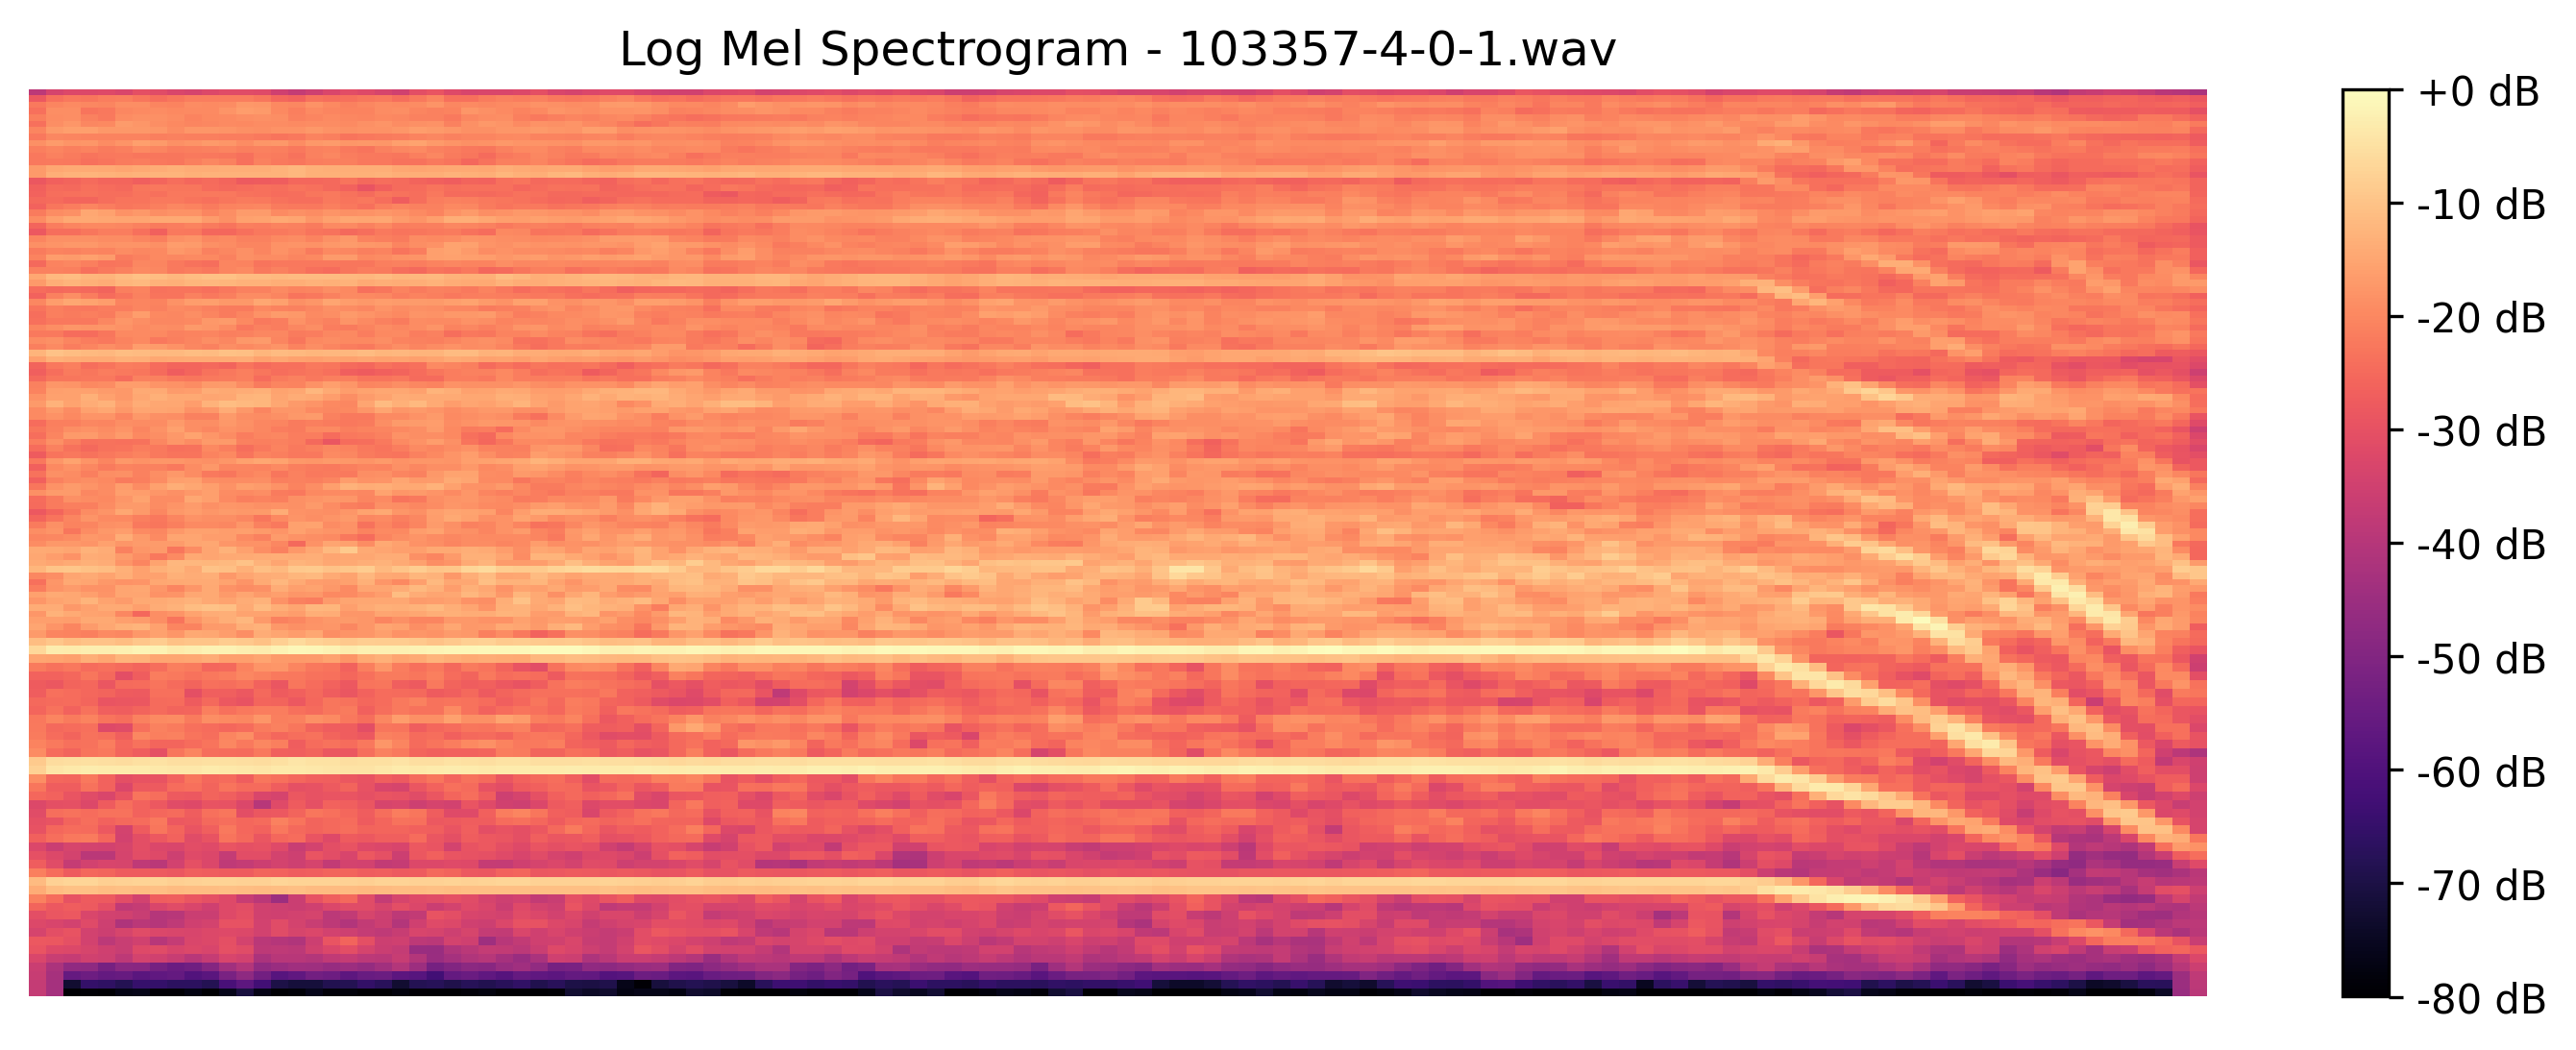 Log Mel Spectrogram - 103357-4-0-1.wav
+0 dB
-10 dB
-20 dB
-30 dB
-40 dB
-50 dB
-60 dB
-70 dB
-80 dB